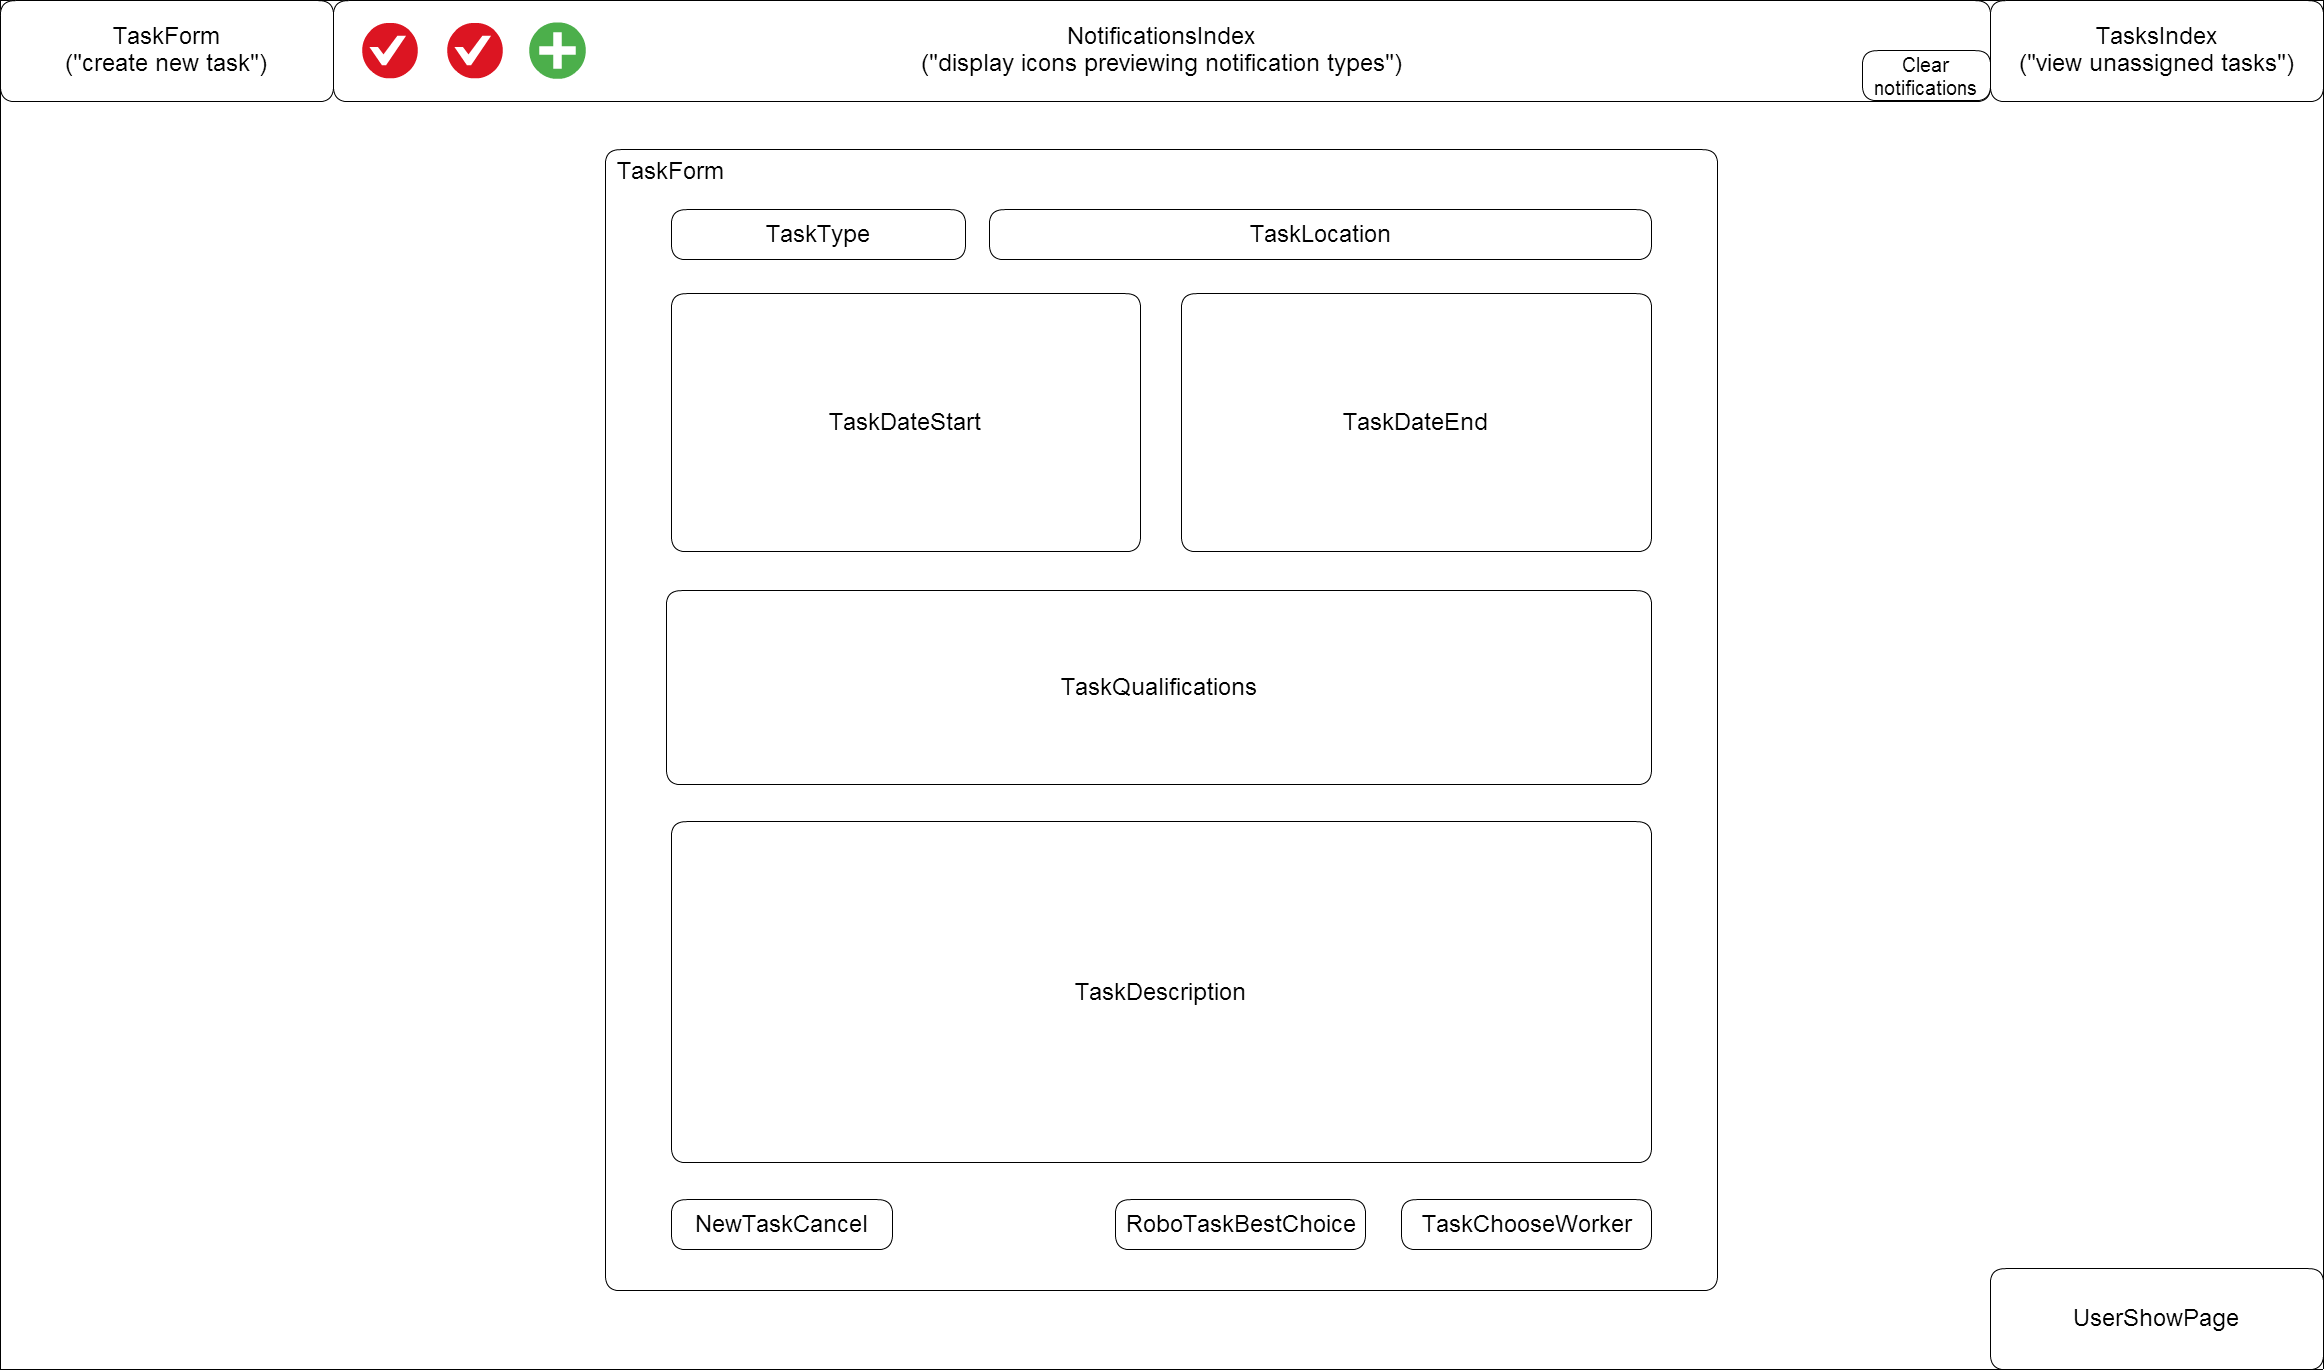 TaskForm
("create new task")
NotificationsIndex
("display icons previewing notification types")
Clear
notifications
TasksIndex
("view unassigned tasks")
TaskForm
TaskType
TaskLocation
TaskDateStart
TaskDateEnd
TaskQualifications
TaskDescription
NewTaskCancel
RoboTaskBestChoice
TaskChooseWorker
UserShowPage